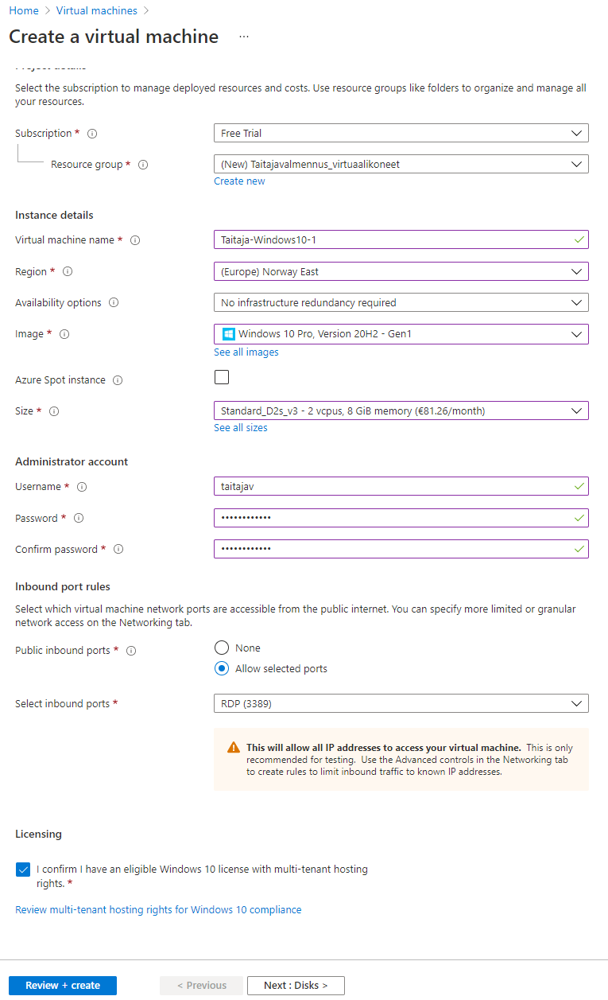 Home > Virtual machines >
Create a virtual machine ...
Project details
Select the subscription to manage deployed resources and costs. Use resource groups like folders to organize and manage all
your resources.
Subscription * Free Trial
Resource group * (New) Taitajavalmennus_virtuaalikoneet
Create new
Instance details
Virtual machine name * Taitaja-Windows10-1
Region * (Europe) Norway East
Availability options No infrastructure redundancy required
Image * Windows 10 Pro, Version 20H2 - Gen1
See all images
Azure Spot instance
Size * Standard_D2s_v3 - 2 vcpus, 8 GiB memory (€81.26/month)
See all sizes
Administrator account
Username * taitajav
Password * ••••••••••••
Confirm password * ••••••••••••
Inbound port rules
Select which virtual machine network ports are accessible from the public internet. You can specify more limited or granular
network access on the Networking tab.
Public inbound ports * None
Allow selected ports
Select inbound ports * RDP (3389)
This will allow all IP addresses to access your virtual machine. This is only
recommended for testing. Use the Advanced controls in the Networking tab
to create rules to limit inbound traffic to known IP addresses.
Licensing
I confirm I have an eligible Windows 10 license with multi-tenant hosting
rights. *
Review multi-tenant hosting rights for Windows 10 compliance
Review + create < Previous Next : Disks >